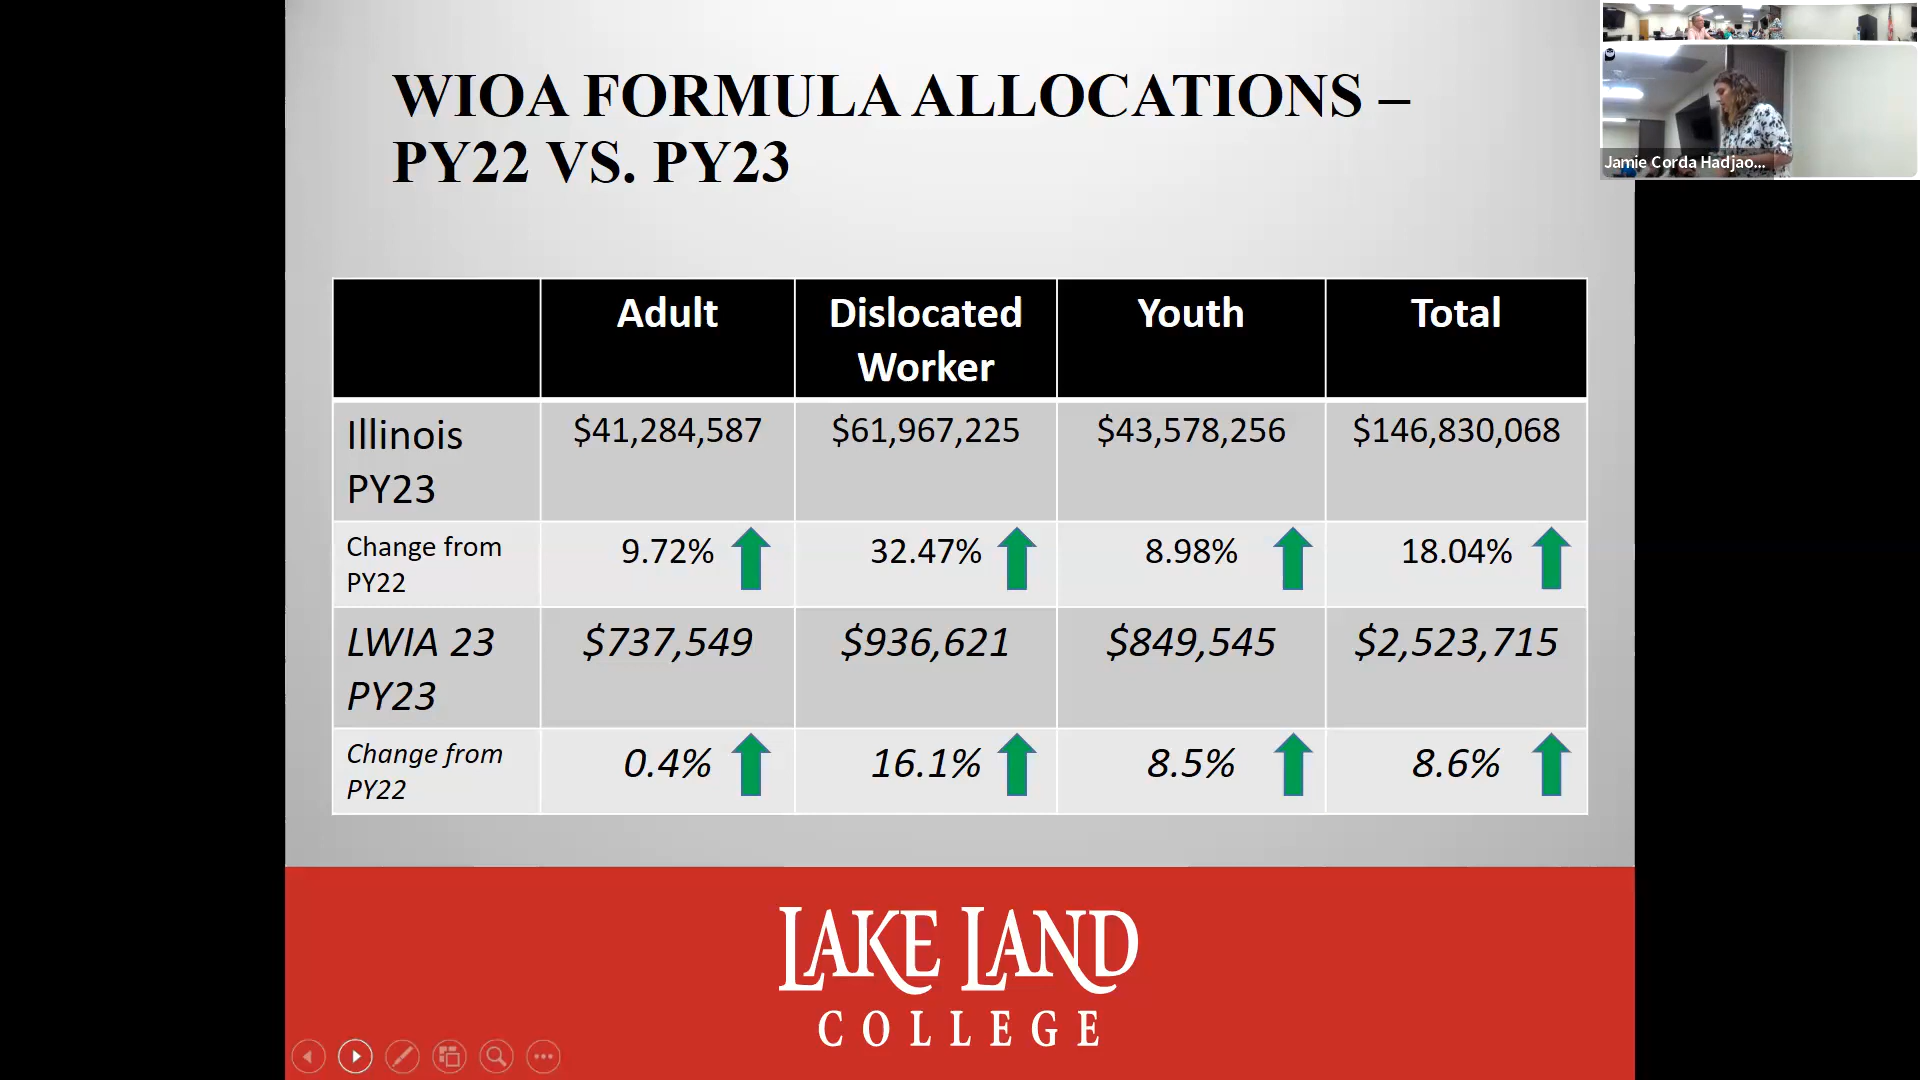 WIOA FORMULA ALLOCATIONS –
PY22 VS. PY23
Jamie Corda Hadjao...
Adult
Dislocated
Worker
Youth
Total
Illinois
PY23
$41,284,587
$61,967,225
$43,578,256
$146,830,068
Change from
PY22
9.72%
32.47%
8.98%
18.04%
LWIA 23
PY23
$737,549
$936,621
$849,545
$2,523,715
Change from
PY22
0.4%
16.1%
8.5%
8.6%
LAKE LAND
COLLEGE